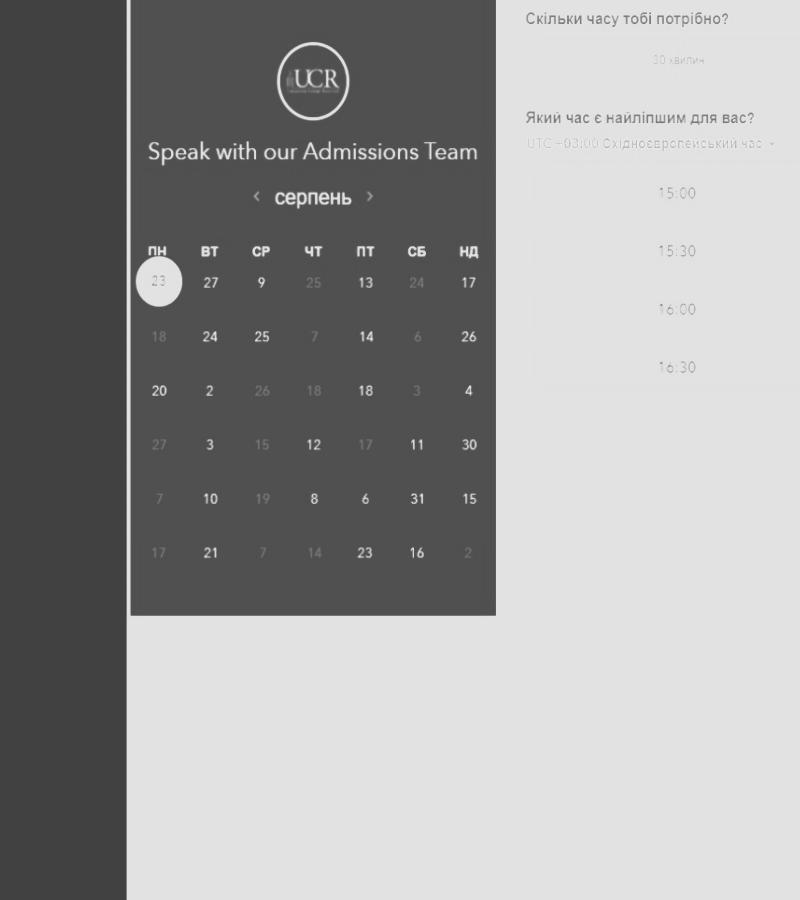 UCR
Speak with our Admissions Team
серпень
ПН ВТ СР ЧТ ПТ СБ НД
23 27 9 25 13 24 17
18 24 25 7 14 6 26
20 2 26 18 18 3 4
27 3 15 12 17 11 30
7 10 19 8 6 31 15
17 21 7 14 23 16 2
Скільки часу тобі потрібно?
30 хвилин
Який час є найліпшим для вас?
UTC +03:00 Східноєвропейський час
15:00
15:30
16:00
16:30